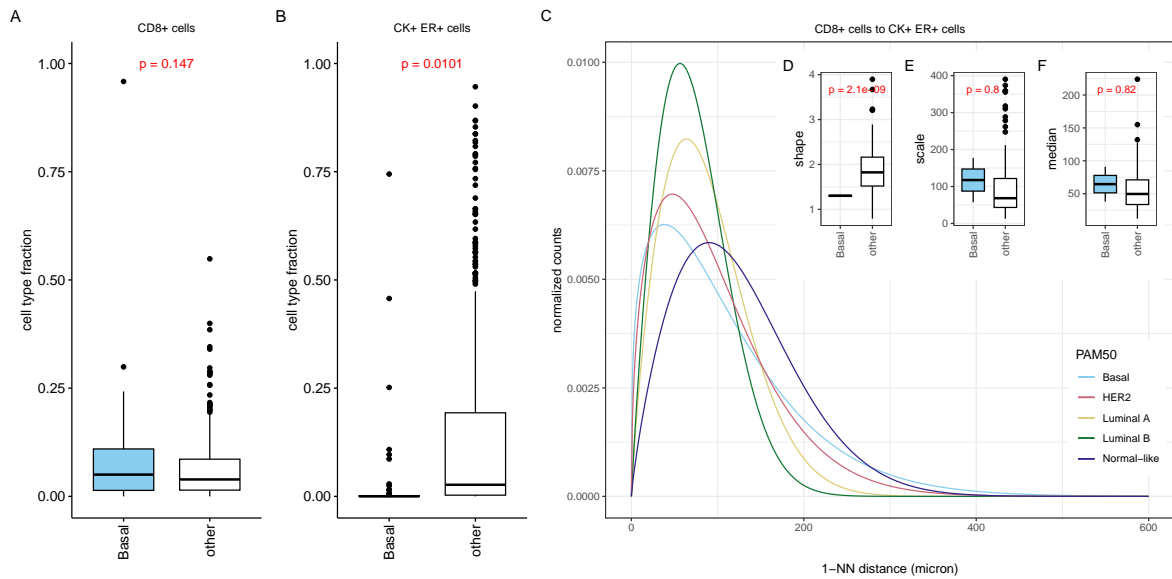 A
CD8+ cells
p = 0.147
cell type fraction
1.00
0.75
0.50
0.25
0.00
Basal
other
B
CK+ ER+ cells
p = 0.0101
cell type fraction
1.00
0.75
0.50
0.25
0.00
Basal
other
C
CD8+ cells to CK+ ER+ cells
normalized counts
0.0100
0.0075
0.0050
0.0025
0.0000
0
200
400
600
1−NN distance (micron)
D
p = 2.1e−09
shape
4
3
2
1
Basal
other
E
p = 0.8
scale
400
300
200
100
0
Basal
other
F
p = 0.82
median
200
150
100
50
Basal
other
PAM50
Basal
HER2
Luminal A
Luminal B
Normal−like